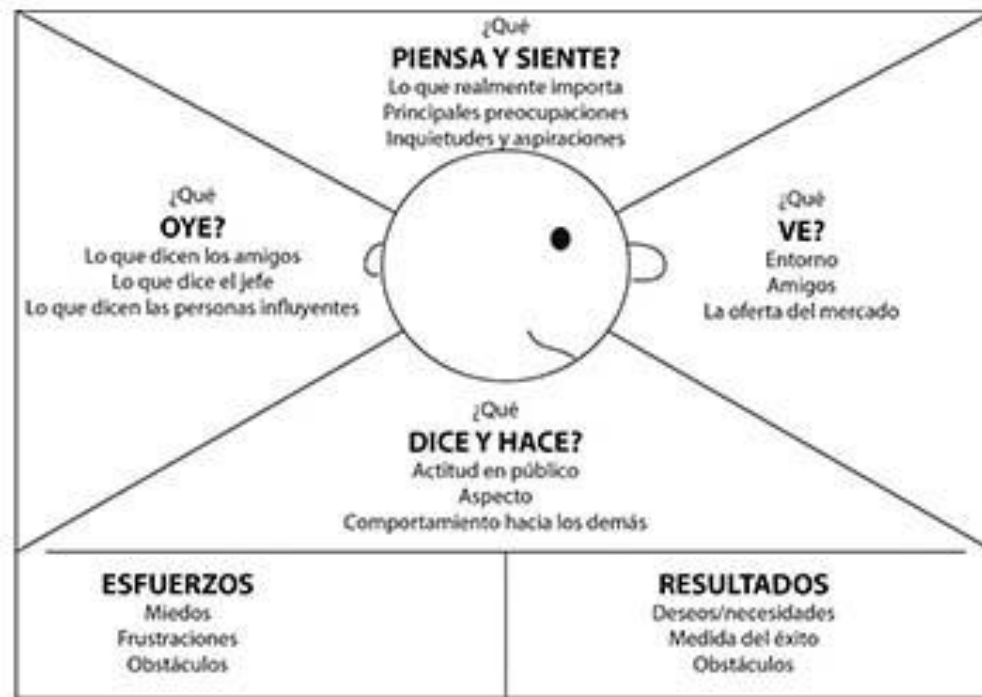 ¿Qué
PIENSA Y SIENTE?
Lo que realmente importa
Principales preocupaciones
Inquietudes y aspiraciones
¿Qué
OYE?
Lo que dicen los amigos
Lo que dice el jefe
Lo que dicen las personas influyentes
¿Qué
VE?
Entorno
Amigos
La oferta del mercado
¿Qué
DICE Y HACE?
Actitud en público
Aspecto
Comportamiento hacia los demás
ESFUERZOS
Miedos
Frustraciones
Obstáculos
RESULTADOS
Deseos/necesidades
Medida del éxito
Obstáculos